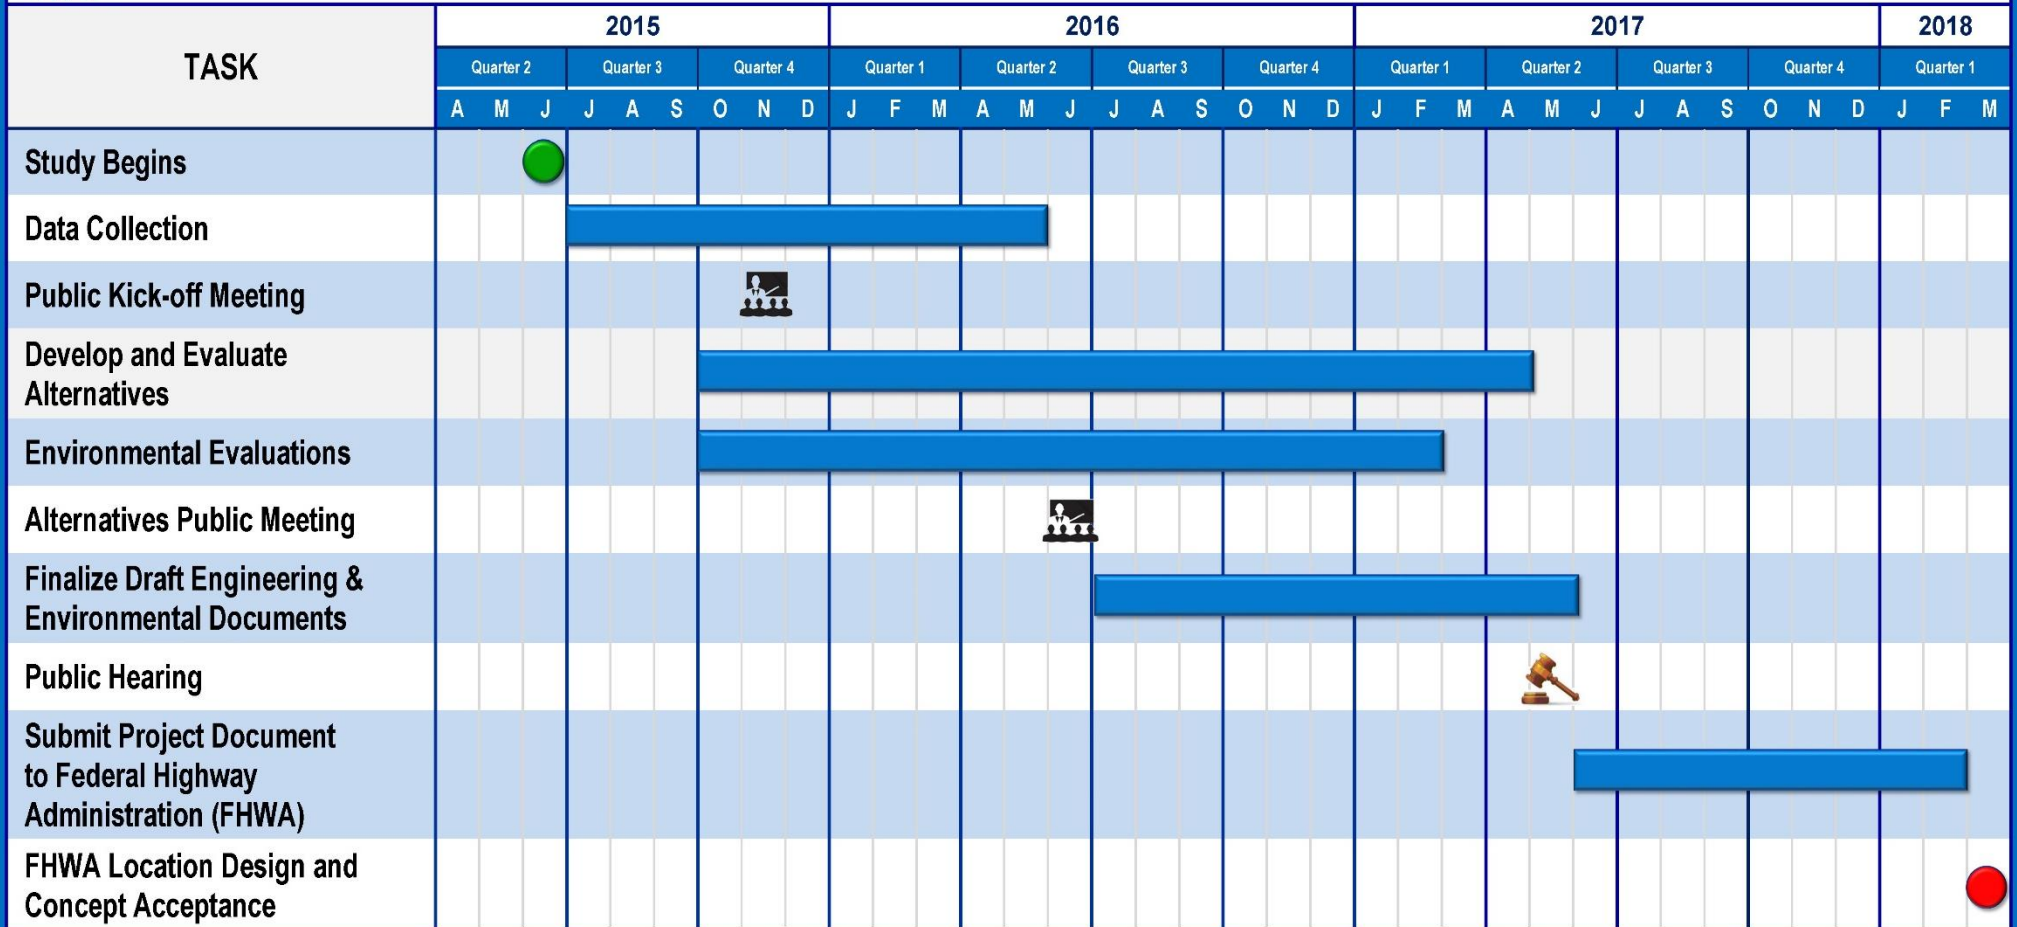 TASK
2015 2016 2017 2018
Quarter 2 Quarter 3 Quarter 4 Quarter 1 Quarter 2 Quarter 3 Quarter 4 Quarter 1 Quarter 2 Quarter 3 Quarter 4 Quarter 1
A M J J A S O N D J F M A M J J A S O N D J F M A M J J A S O N D J F M
Study Begins
Data Collection
Public Kick-off Meeting
Develop and Evaluate
Alternatives
Environmental Evaluations
Alternatives Public Meeting
Finalize Draft Engineering &
Environmental Documents
Public Hearing
Submit Project Document
to Federal Highway
Administration (FHWA)
FHWA Location Design and
Concept Acceptance